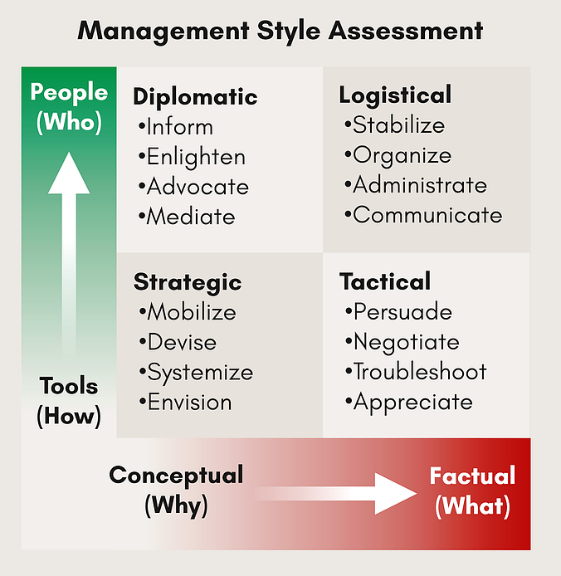 Management Style Assessment
People
(Who)
Diplomatic
•Inform
•Enlighten
•Advocate
•Mediate
Logistical
•Stabilize
•Organize
•Administrate
•Communicate
Strategic
•Mobilize
•Devise
•Systemize
•Envision
Tactical
•Persuade
•Negotiate
•Troubleshoot
•Appreciate
Tools
(How)
Conceptual
(Why)
Factual
(What)